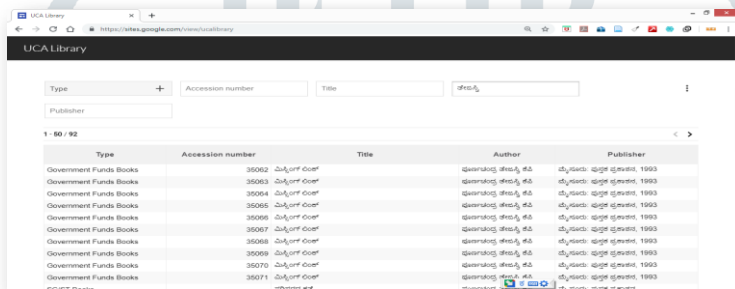 UCA Library
https://sites.google.com/view/ucalibrary
UCA Library
Type + Accession number Title ತೇಜಸ್ವಿ
Publisher
1 - 50 / 92 < >
Type Accession number Title Author Publisher
Government Funds Books 35062 ಮಿಸ್ಸಿಂಗ್ ಲಿಂಕ್ ಪೂರ್ಣಚಂದ್ರ ತೇಜಸ್ವಿ ಕೆಪಿ ಮೈಸೂರು: ಪುಸ್ತಕ ಪ್ರಕಾಶನ, 1993
Government Funds Books 35063 ಮಿಸ್ಸಿಂಗ್ ಲಿಂಕ್ ಪೂರ್ಣಚಂದ್ರ ತೇಜಸ್ವಿ ಕೆಪಿ ಮೈಸೂರು: ಪುಸ್ತಕ ಪ್ರಕಾಶನ, 1993
Government Funds Books 35064 ಮಿಸ್ಸಿಂಗ್ ಲಿಂಕ್ ಪೂರ್ಣಚಂದ್ರ ತೇಜಸ್ವಿ ಕೆಪಿ ಮೈಸೂರು: ಪುಸ್ತಕ ಪ್ರಕಾಶನ, 1993
Government Funds Books 35065 ಮಿಸ್ಸಿಂಗ್ ಲಿಂಕ್ ಪೂರ್ಣಚಂದ್ರ ತೇಜಸ್ವಿ ಕೆಪಿ ಮೈಸೂರು: ಪುಸ್ತಕ ಪ್ರಕಾಶನ, 1993
Government Funds Books 35066 ಮಿಸ್ಸಿಂಗ್ ಲಿಂಕ್ ಪೂರ್ಣಚಂದ್ರ ತೇಜಸ್ವಿ ಕೆಪಿ ಮೈಸೂರು: ಪುಸ್ತಕ ಪ್ರಕಾಶನ, 1993
Government Funds Books 35067 ಮಿಸ್ಸಿಂಗ್ ಲಿಂಕ್ ಪೂರ್ಣಚಂದ್ರ ತೇಜಸ್ವಿ ಕೆಪಿ ಮೈಸೂರು: ಪುಸ್ತಕ ಪ್ರಕಾಶನ, 1993
Government Funds Books 35068 ಮಿಸ್ಸಿಂಗ್ ಲಿಂಕ್ ಪೂರ್ಣಚಂದ್ರ ತೇಜಸ್ವಿ ಕೆಪಿ ಮೈಸೂರು: ಪುಸ್ತಕ ಪ್ರಕಾಶನ, 1993
Government Funds Books 35069 ಮಿಸ್ಸಿಂಗ್ ಲಿಂಕ್ ಪೂರ್ಣಚಂದ್ರ ತೇಜಸ್ವಿ ಕೆಪಿ ಮೈಸೂರು: ಪುಸ್ತಕ ಪ್ರಕಾಶನ, 1993
Government Funds Books 35070 ಮಿಸ್ಸಿಂಗ್ ಲಿಂಕ್ ಪೂರ್ಣಚಂದ್ರ ತೇಜಸ್ವಿ ಕೆಪಿ ಮೈಸೂರು: ಪುಸ್ತಕ ಪ್ರಕಾಶನ, 1993
Government Funds Books 35071 ಮಿಸ್ಸಿಂಗ್ ಲಿಂಕ್ ಪೂರ್ಣಚಂದ್ರ ತೇಜಸ್ವಿ ಕೆಪಿ ಮೈಸೂರು: ಪುಸ್ತಕ ಪ್ರಕಾಶನ, 1993